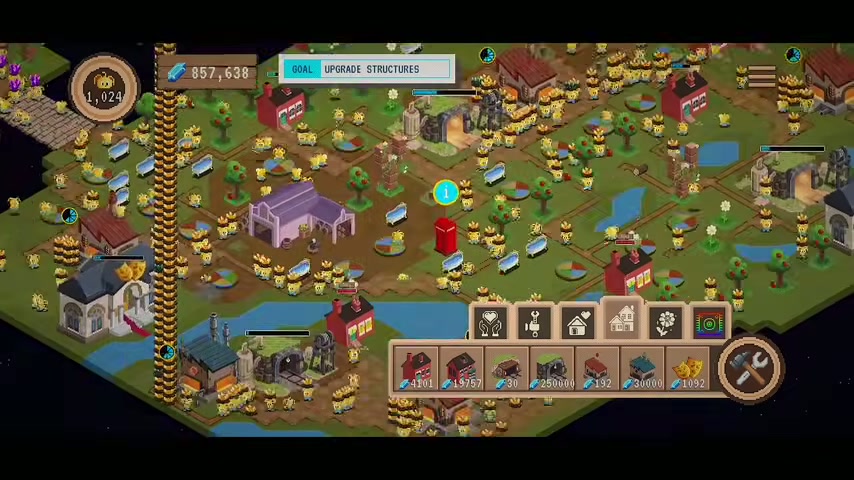 857,638
GOAL UPGRADE STRUCTURES
1,024
i
4101 19757 30 250000 192 30000 1092